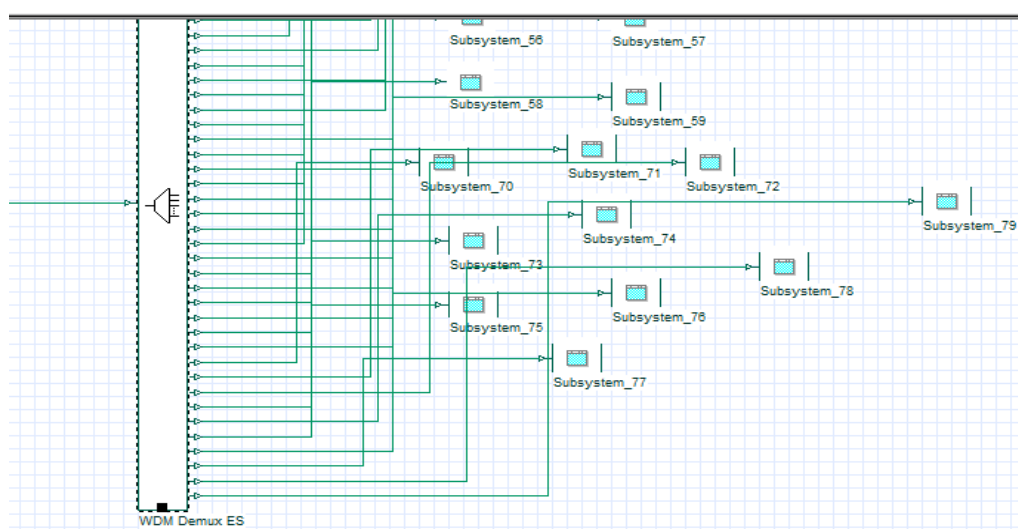 Subsystem_56
Subsystem_57
Subsystem_58
Subsystem_59
Subsystem_71
Subsystem_70
Subsystem_72
Subsystem_79
Subsystem_74
Subsystem_73
Subsystem_78
Subsystem_76
Subsystem_75
Subsystem_77
WDM Demux ES